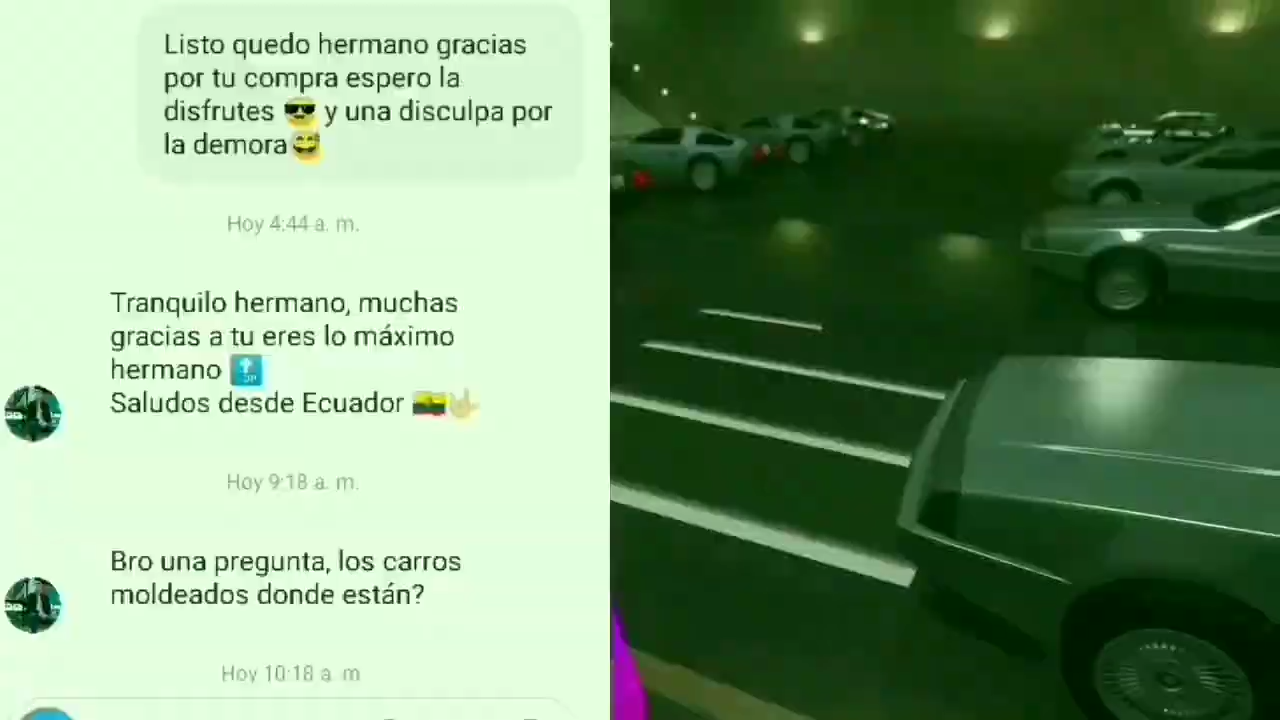 Listo quedo hermano gracias
por tu compra espero la
disfrutes 😎 y una disculpa por
la demora😅
Hoy 4:44 a. m.
Tranquilo hermano, muchas
gracias a tu eres lo máximo
hermano 🆙
Saludos desde Ecuador 🇪🇨🤟🏼
Hoy 9:18 a. m.
Bro una pregunta, los carros
moldeados donde están?
Hoy 10:18 a. m